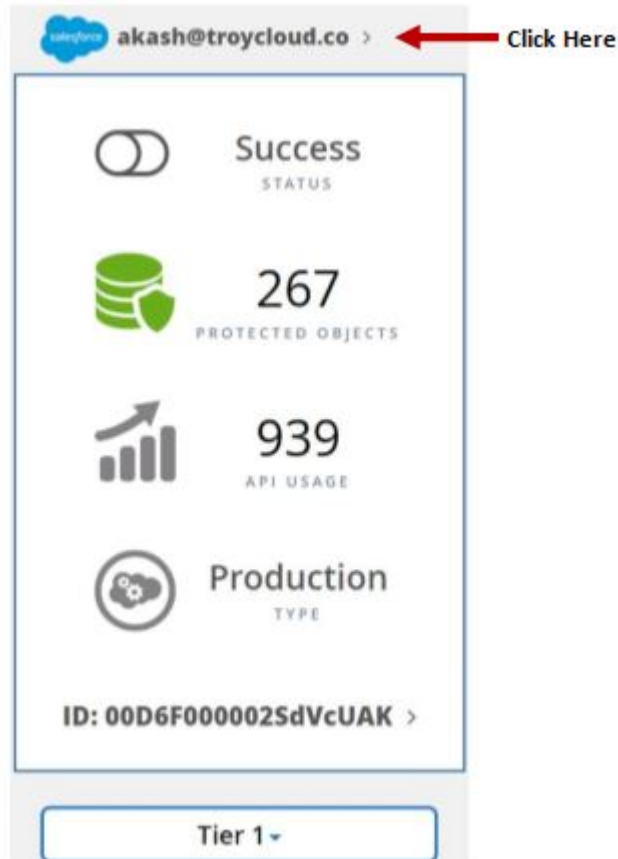 salesforce akash@troycloud.co > Click Here
Success
STATUS
267
PROTECTED OBJECTS
939
API USAGE
Production
TYPE
ID: 00D6F000002SdVcUAK >
Tier 1